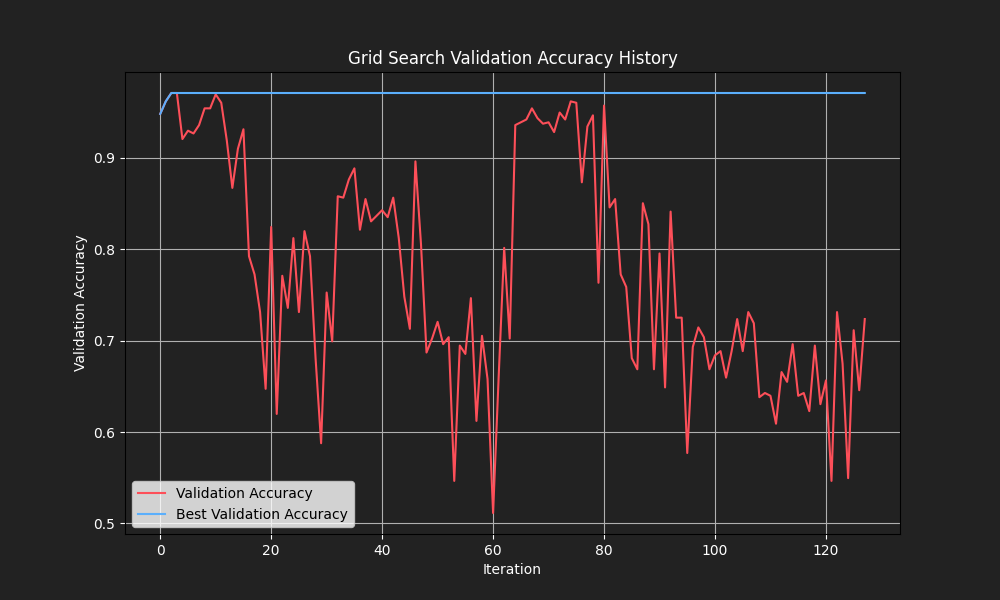 Grid Search Validation Accuracy History
Validation Accuracy
0.9
0.8
0.7
0.6
0.5
Validation Accuracy
Best Validation Accuracy
0 20 40 60 80 100 120
Iteration